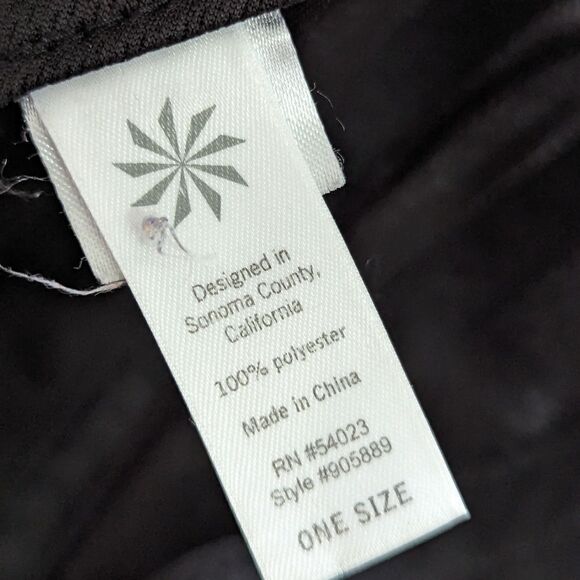 Designed in
Sonoma County,
California
100% polyester
Made in China
RN #54023
Style #905889
ONE SIZE